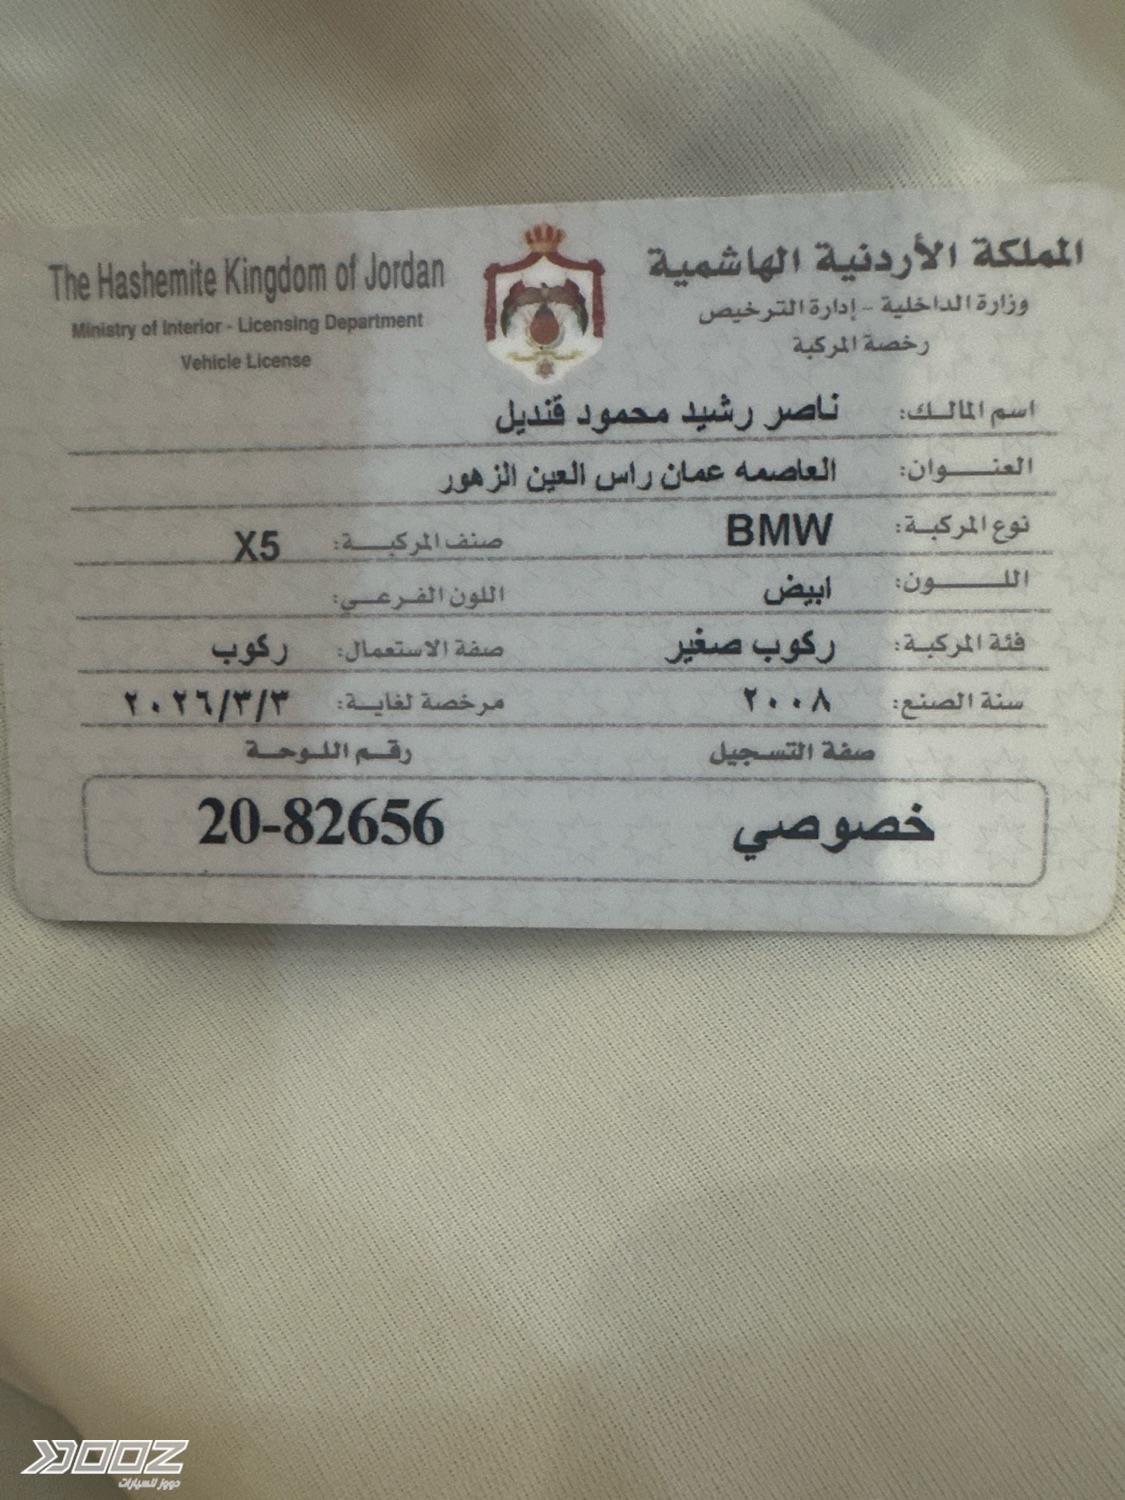 المملكة الأردنية الهاشمية
The Hashemite Kingdom of Jordan
وزارة الداخلية - إدارة الترخيص
Ministry of Interior - Licensing Department
رخصة المركبة
Vehicle License
اسم المالك: ناصر رشيد محمود قنديل
العنوان: العاصمه عمان راس العين الزهور
نوع المركبة: BMW صنف المركبة: X5
اللون: ابيض اللون الفرعي:
فئة المركبة: ركوب صغير صفة الاستعمال: ركوب
سنة الصنع: ٢٠٠٨ مرخصة لغاية: ٢٠٢٦/٣/٣
صفة التسجيل رقم اللوحة
خصوصي 20-82656
DOOZ
دووز للسيارات